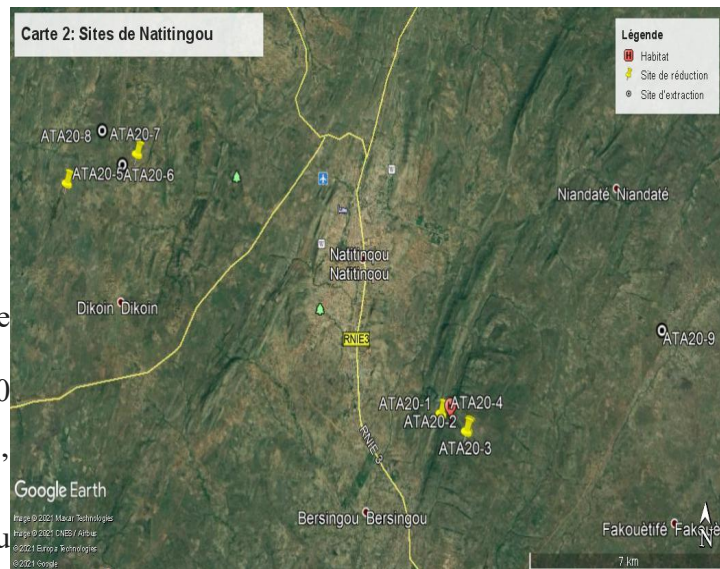 Carte 2: Sites de Natitingou
Légende
Habitat
Site de réduction
Site d'extraction
ATA20-8 ATA20-7
ATA20-5 ATA20-6
Niandaté Niandaté
Natitingou
Natitingou
Dikoin Dikoin
RNIE3
ATA20-9
ATA20-1 ATA20-4
ATA20-2
ATA20-3
RNIE 3
Bersingou Bersingou
Fakouètifé Fakouè
e
0
,
u
Google Earth
Image © 2021 Maxar Technologies
Image © 2021 CNES / Airbus
© 2021 Europa Technologies
© 2021 Google
N
7 km